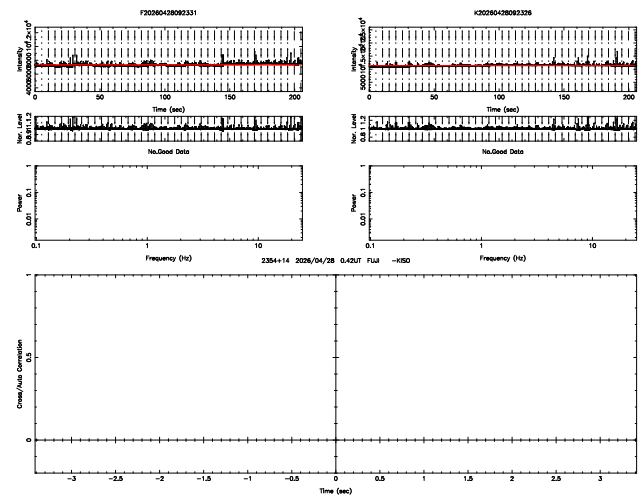 F20260428092331
K20260428092326
Intensity
Intensity
0 50 100 150 200
0 50 100 150 200
Time (sec)
Time (sec)
Nor. Level
Nor. Level
No.Good Data
No.Good Data
Power
0.01 0.1 1
Power
0.01 0.1 1
0.1 1 10
0.1 1 10
Frequency (Hz)
Frequency (Hz)
2354+14 2026/04/28 0.42UT FUJI -KISO
Cross/Auto Correlation
0 0.5 1
-3 -2.5 -2 -1.5 -1 -0.5 0 0.5 1 1.5 2 2.5 3
Time (sec)